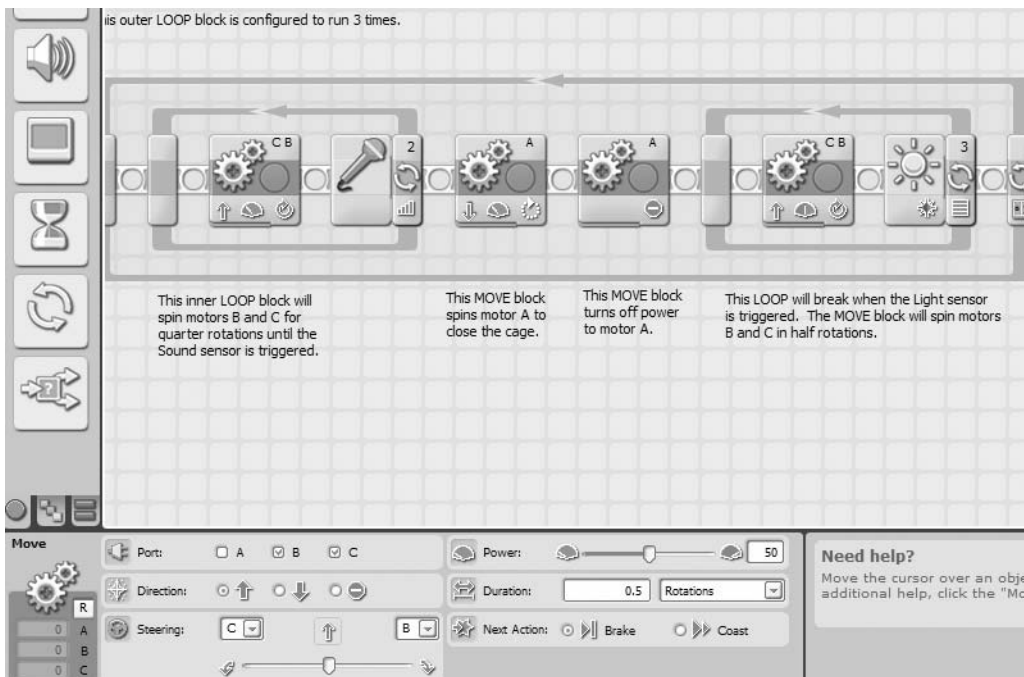 is outer LOOP block is configured to run 3 times.
C B
2
A
A
C B
3
This inner LOOP block will
spin motors B and C for
quarter rotations until the
Sound sensor is triggered.
This MOVE block
spins motor A to
close the cage.
This MOVE block
turns off power
to motor A.
This LOOP will break when the Light sensor
is triggered. The MOVE block will spin motors
B and C in half rotations.
Move
R
0 A
0 B
0 C
Port: A B C
Direction:
Steering: C B
Power: 50
Duration: 0.5 Rotations
Next Action: Brake Coast
Need help?
Move the cursor over an obje
additional help, click the "Mo